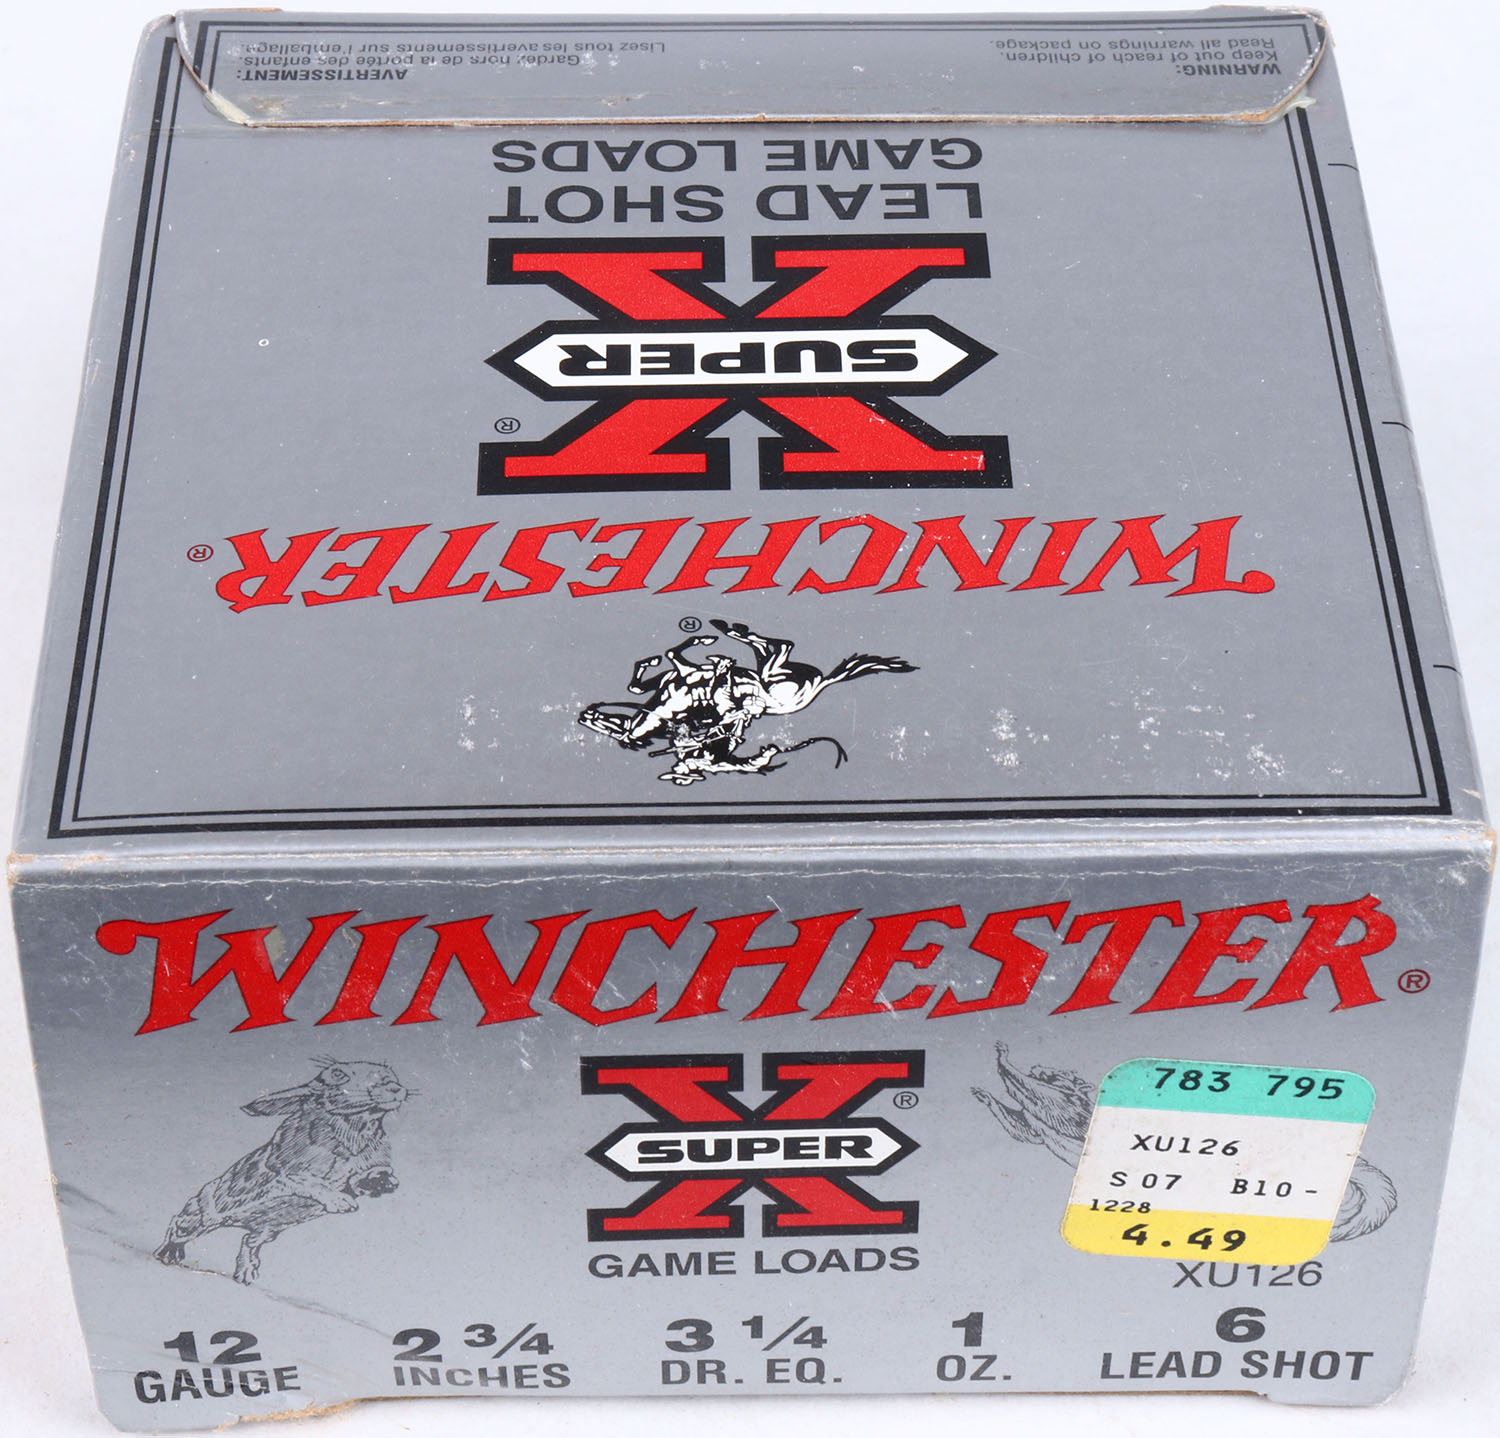 WARNING:
Keep out of reach of children.
Read all warnings on package.
AVERTISSEMENT:
Gardez hors de la portée des enfants.
Lisez tous les avertissements sur l'emballage.
LEAD SHOT
GAME LOADS
SUPER
X
®
WINCHESTER®
®
WINCHESTER®
X
SUPER
®
GAME LOADS
783 795
XU126
S 07 B10-
1228
4.49
XU126
12
GAUGE
2 3/4
INCHES
3 1/4
DR. EQ.
1
OZ.
6
LEAD SHOT